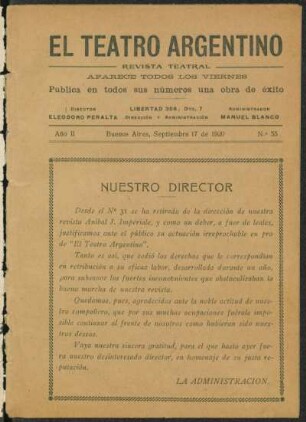 EL TEATRO ARGENTINO
REVISTA TEATRAL
APARECE TODOS LOS VIERNES
Publica en todos sus números una obra de éxito
DIRECTOR
ELEODORO PERALTA
LIBERTAD 388; Dto. 7
DIRECCIÓN Y ADMINISTRACIÓN
ADMINISTRADOR
MANUEL BLANCO
Año II
Buenos Aires, Septiembre 17 de 1920
N.º 35
NUESTRO DIRECTOR
Desde el Nº 31 se ha retirado de la dirección de nuestra
revista Aníbal J. Imperiale, y como un deber, a fuer de leales,
justificamos ante el público su actuación irreprochable en pro
de "El Teatro Argentino".
Tanto es así, que cedió los derechos que le correspondían
en retribución a su eficaz labor, desarrollada durante un año,
para subsanar los fuertes inconvenientes que obstaculizaban la
buena marcha de nuestra revista.
Quedamos, pues, agradecidos ante la noble actitud de nues-
tro compañero, que por sus muchas ocupaciones fuérale impo-
sible continuar al frente de nosotros como hubieran sido nues-
tros deseos.
Vaya nuestra sincera gratitud, para el que hasta ayer fue-
ra nuestro desinteresado director, en homenaje de su justa re-
putación.
LA ADMINISTRACION.